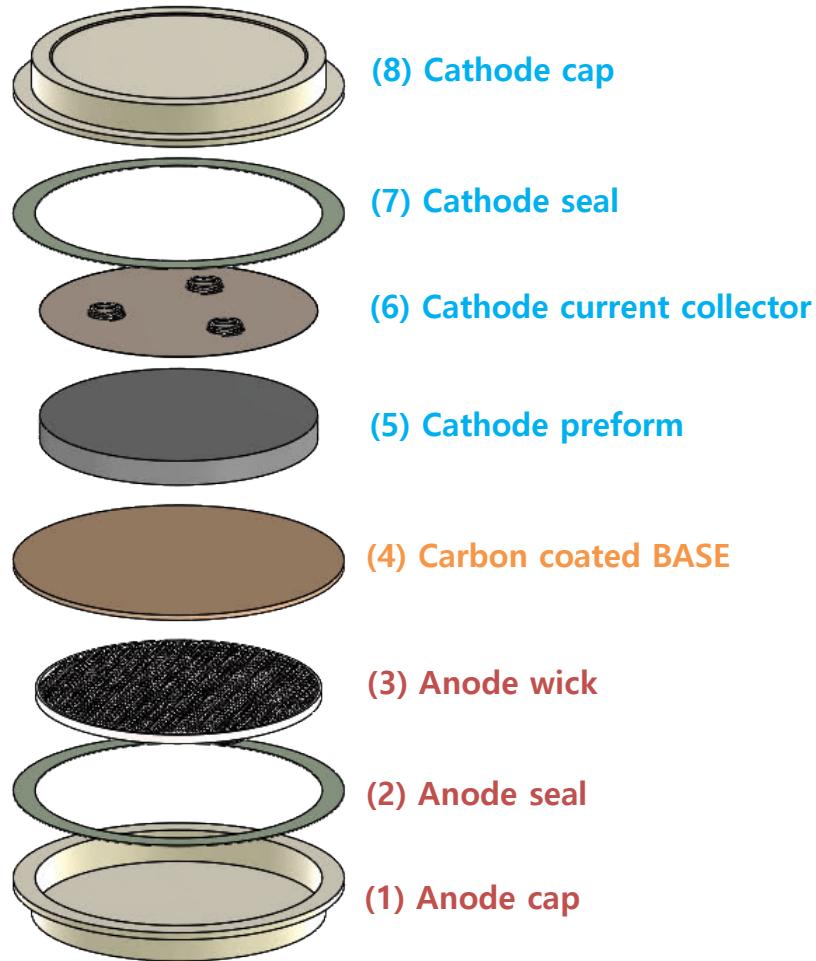 (8) Cathode cap
(7) Cathode seal
(6) Cathode current collector
(5) Cathode preform
(4) Carbon coated BASE
(3) Anode wick
(2) Anode seal
(1) Anode cap